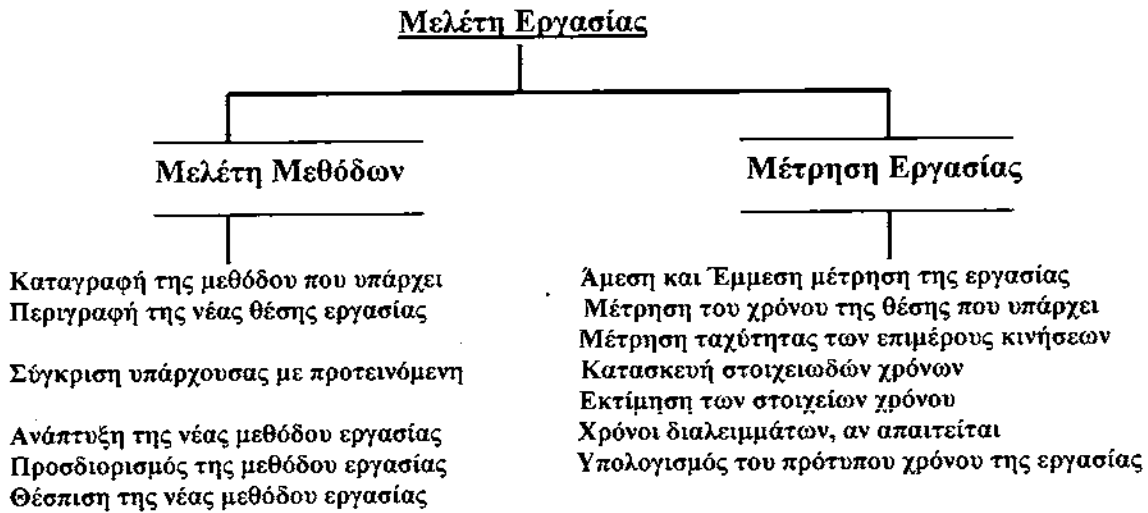 Μελέτη Εργασίας
Μελέτη Μεθόδων
Καταγραφή της μεθόδου που υπάρχει
Περιγραφή της νέας θέσης εργασίας
Σύγκριση υπάρχουσας με προτεινόμενη
Ανάπτυξη της νέας μεθόδου εργασίας
Προσδιορισμός της μεθόδου εργασίας
Θέσπιση της νέας μεθόδου εργασίας
Μέτρηση Εργασίας
Άμεση και Έμμεση μέτρηση της εργασίας
Μέτρηση του χρόνου της θέσης που υπάρχει
Μέτρηση ταχύτητας των επιμέρους κινήσεων
Κατασκευή στοιχειωδών χρόνων
Εκτίμηση των στοιχείων χρόνου
Χρόνοι διαλειμμάτων, αν απαιτείται
Υπολογισμός του πρότυπου χρόνου της εργασίας